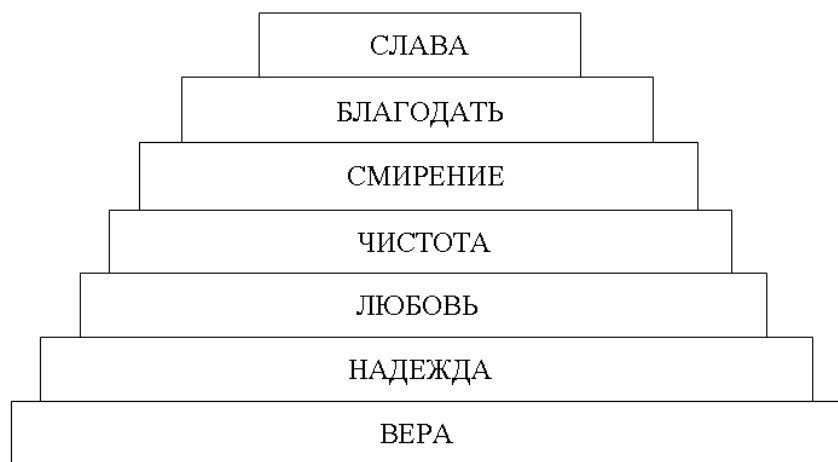 СЛАВА
БЛАГОДАТЬ
СМИРЕНИЕ
ЧИСТОТА
ЛЮБОВЬ
НАДЕЖДА
ВЕРА